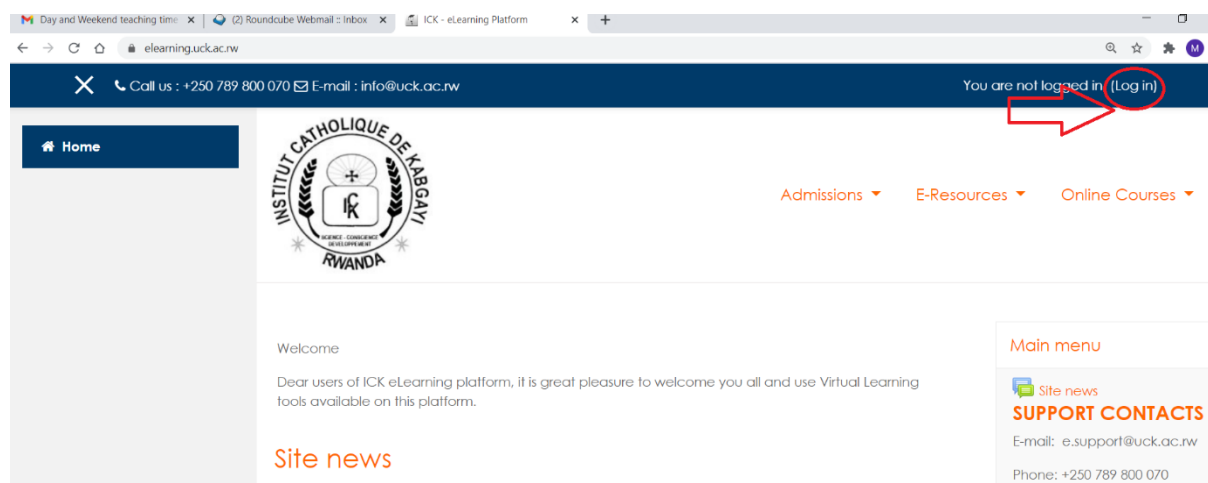 Day and Weekend teaching time
(2) Roundcube Webmail :: Inbox
ICK - eLearning Platform
elearning.uck.ac.rw
M
Call us : +250 789 800 070 E-mail : info@uck.ac.rw
You are not logged in. (Log in)
Home
INSTITUT CATHOLIQUE DE KABGAYI
ICK
SCIENCE - CONSCIENCE
DEVELOPPEMENT
RWANDA
Admissions
E-Resources
Online Courses
Welcome
Dear users of ICK eLearning platform, it is great pleasure to welcome you all and use Virtual Learning
tools available on this platform.
Site news
Main menu
Site news
SUPPORT CONTACTS
E-mail: e.support@uck.ac.rw
Phone: +250 789 800 070